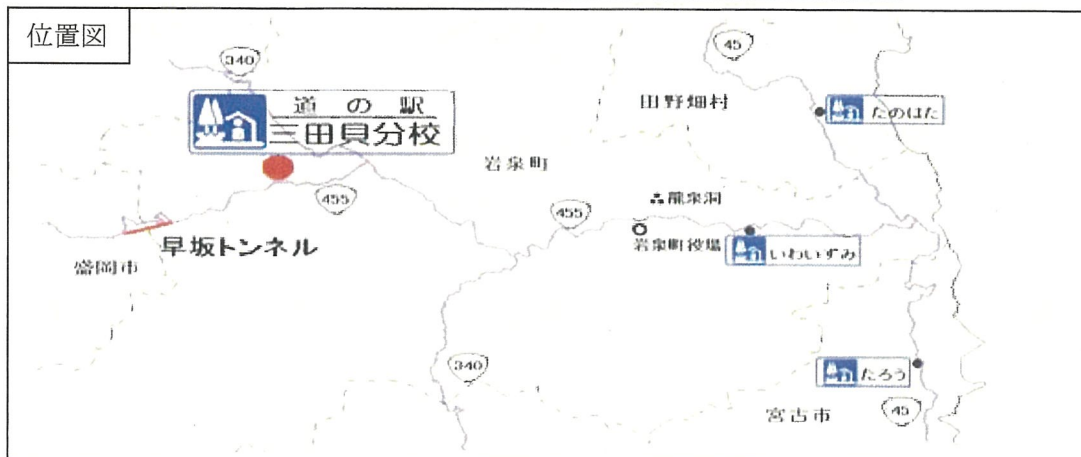 位置図
340
道の駅
三田貝分校
455
早坂トンネル
盛岡市
岩泉町
455
龍泉洞
岩泉町役場
いわいずみ
45
田野畑村
たのはた
340
たろう
宮古市
45